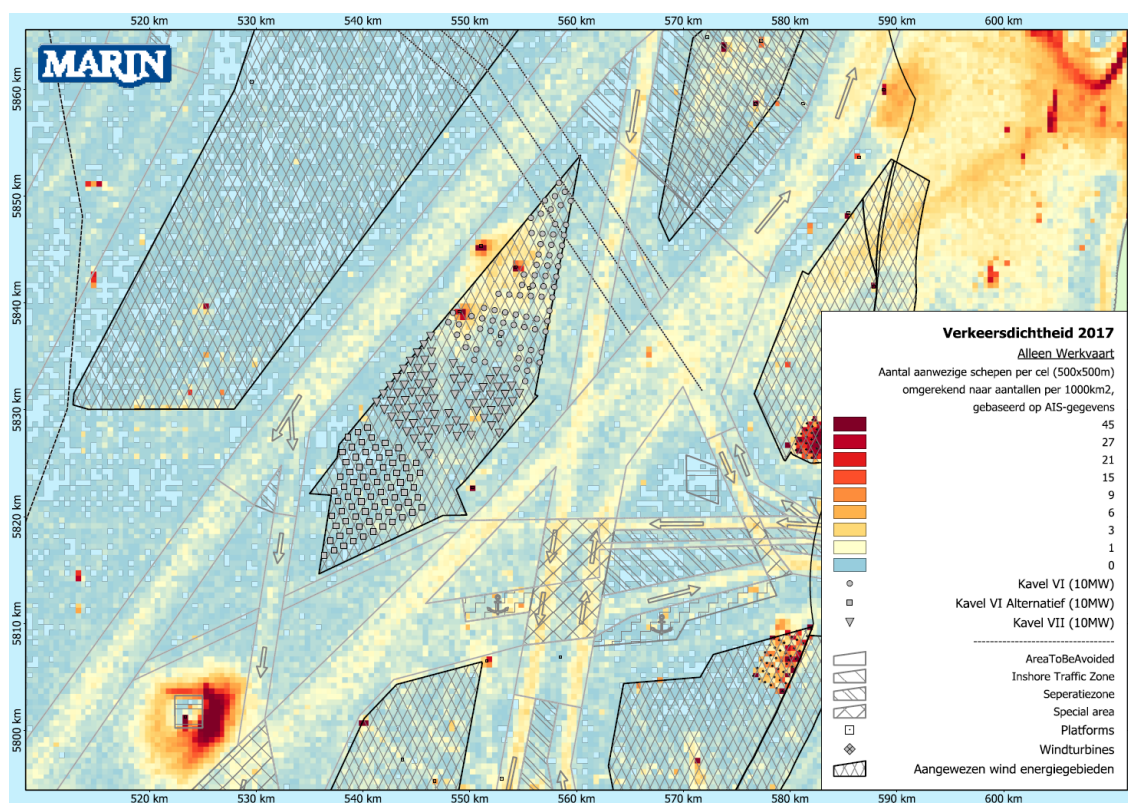 520 km 530 km 540 km 550 km 560 km 570 km 580 km 590 km 600 km
MARIN
5860 km
5850 km
5840 km
5830 km
5820 km
5810 km
5800 km
Verkeersdichtheid 2017
Alleen Werkvaart
Aantal aanwezige schepen per cel (500x500m)
omgerekend naar aantallen per 1000km2,
gebaseerd op AIS-gegevens
45
27
21
15
9
6
3
1
0
Kavel VI (10MW)
Kavel VI Alternatief (10MW)
Kavel VII (10MW)
--------------------------------
AreaToBeAvoided
Inshore Traffic Zone
Seperatiezone
Special area
Platforms
Windturbines
Aangewezen wind energiegebieden
520 km 530 km 540 km 550 km 560 km 570 km 580 km 590 km 600 km